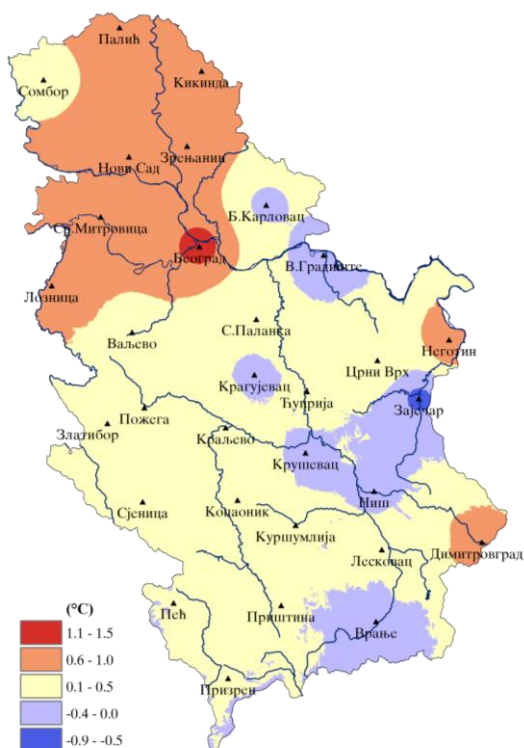 Палић
Кикинда
Сомбор
Зрењанин
Нови Сад
Б.Карловац
Ср.Митровица
Београд
В.Градиште
Лозница
С.Паланка
Ваљево
Неготин
Црни Врх
Крагујевац
Ћуприја
Зајечар
Пожега
Златибор
Краљево
Крушевац
Ниш
Сјеница
Копаоник
Куршумлија
Димитровград
Лесковац
Пећ
Приштина
Врање
Призрен
(°C)
1.1 - 1.5
0.6 - 1.0
0.1 - 0.5
-0.4 - 0.0
-0.9 - -0.5